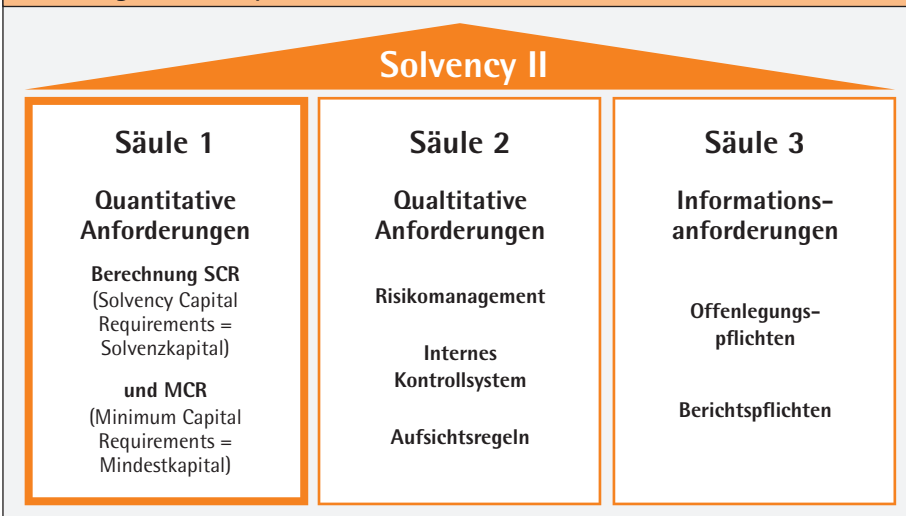 Solvency II
Säule 1
Quantitative
Anforderungen
Berechnung SCR
(Solvency Capital
Requirements =
Solvenzkapital)
und MCR
(Minimum Capital
Requirements =
Mindestkapital)
Säule 2
Qualtitative
Anforderungen
Risikomanagement
Internes
Kontrollsystem
Aufsichtsregeln
Säule 3
Informations-
anforderungen
Offenlegungs-
pflichten
Berichtspflichten